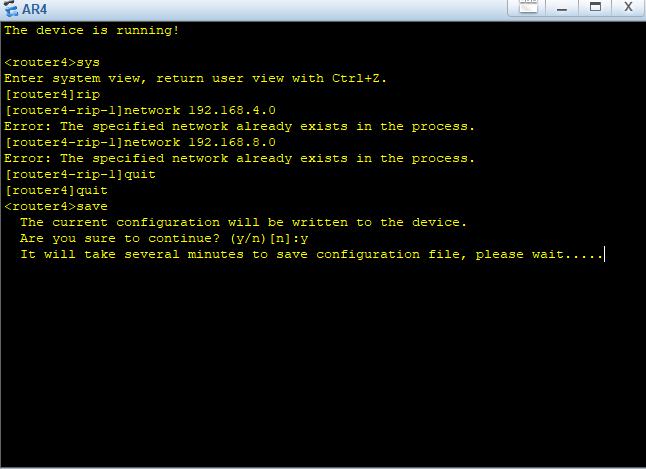 AR4
The device is running!
<router4>sys
Enter system view, return user view with Ctrl+Z.
[router4]rip
[router4-rip-1]network 192.168.4.0
Error: The specified network already exists in the process.
[router4-rip-1]network 192.168.8.0
Error: The specified network already exists in the process.
[router4-rip-1]quit
[router4]quit
<router4>save
  The current configuration will be written to the device.
  Are you sure to continue? (y/n)[n]:y
  It will take several minutes to save configuration file, please wait.....